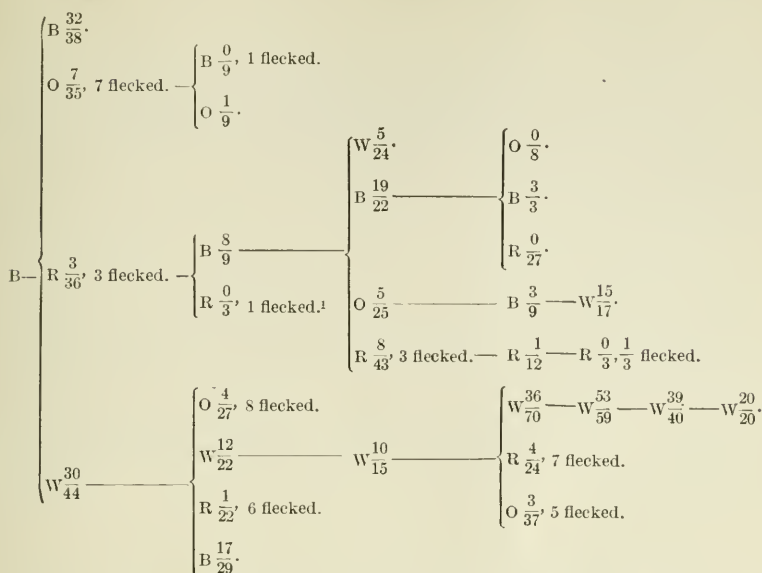 B 32/38.
O 7/35, 7 flecked. — B 0/9, 1 flecked.
O 1/9.
W 5/24. O 0/8.
B 19/22 B 3/3.
B— R 3/36, 3 flecked. — B 8/9 R 0/27.
R 0/3, 1 flecked.¹ O 5/25 B 3/9 — W 15/17.
R 8/43, 3 flecked.— R 1/12 — R 0/3, 1/3 flecked.
O 4/27, 8 flecked. W 36/70 — W 53/59 — W 39/40 — W 20/20.
W 30/44 W 12/22 W 10/15 R 4/24, 7 flecked.
R 1/22, 6 flecked. O 3/37, 5 flecked.
B 17/29.